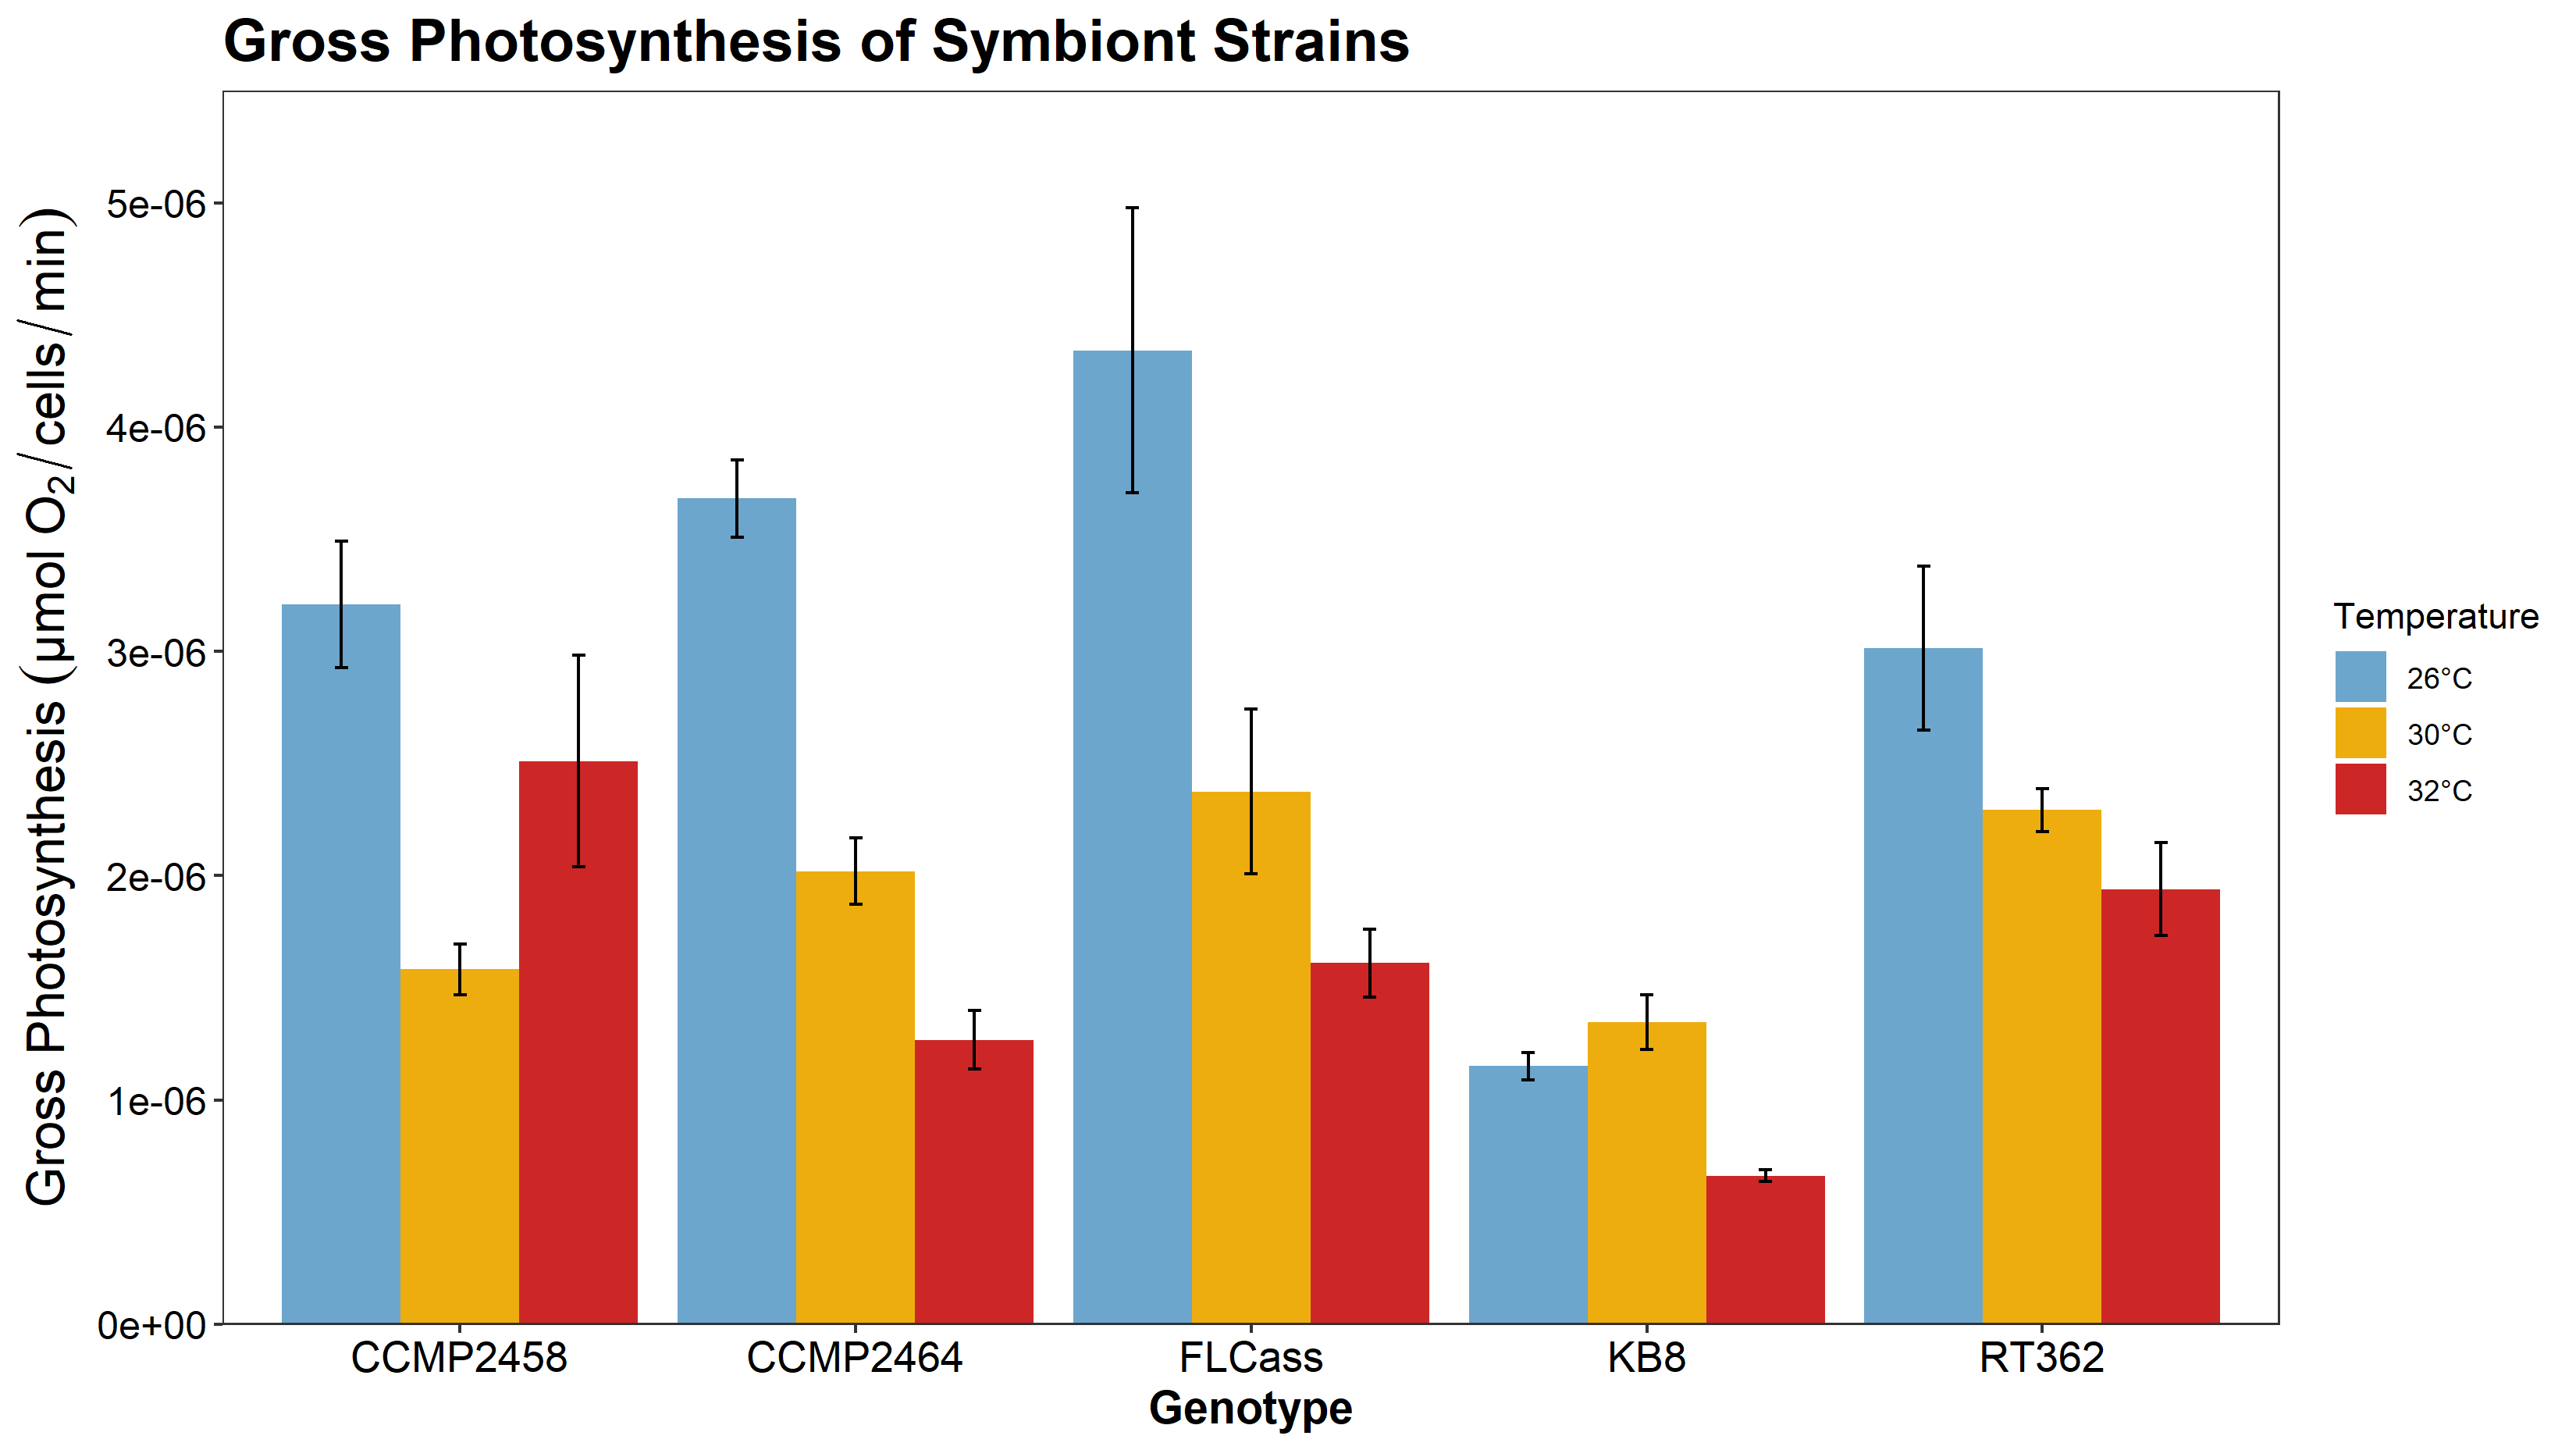 Gross Photosynthesis of Symbiont Strains
Gross Photosynthesis (µmol O₂/cells/min)
5e-06
4e-06
3e-06
2e-06
1e-06
0e+00
CCMP2458 CCMP2464 FLCass KB8 RT362
Genotype
Temperature
26°C
30°C
32°C